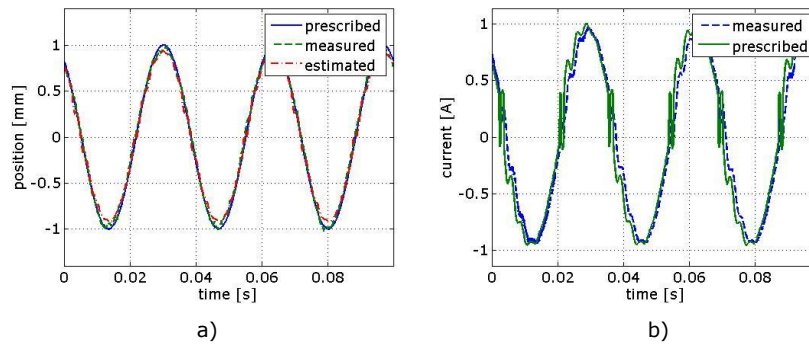 prescribed
measured
estimated
position [mm]
1
0.5
0
-0.5
-1
0 0.02 0.04 0.06 0.08
time [s]
a)
measured
prescribed
current [A]
1
0.5
0
-0.5
-1
0 0.02 0.04 0.06 0.08
time [s]
b)